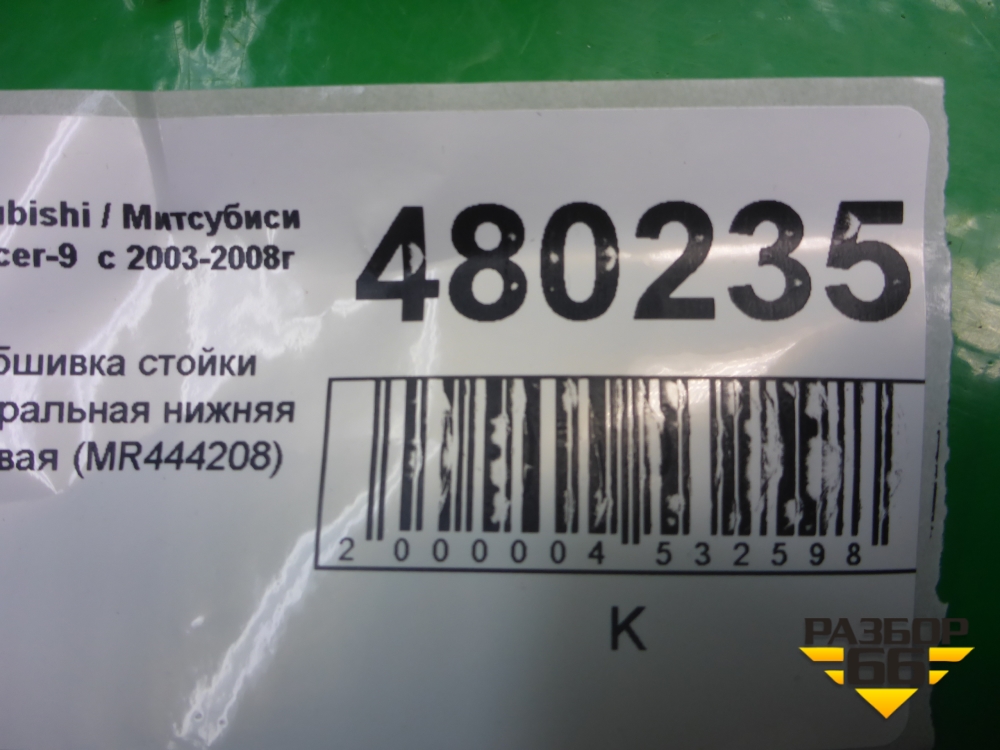 ubishi / Митсубиси
cer-9 с 2003-2008г
480235
бшивка стойки
ральная нижняя
вая (MR444208)
2 000004 532598
К
РАЗБОР
66